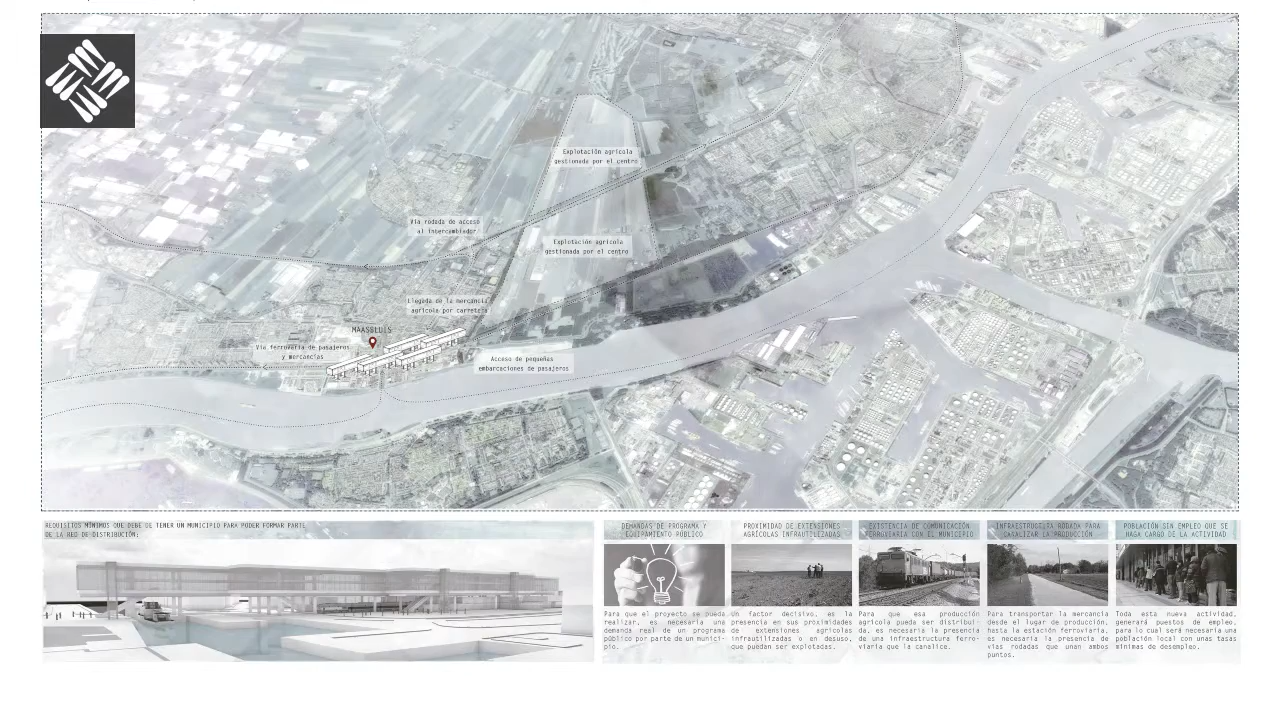 Explotación agrícola
gestionada por el centro
Vía rodada de acceso
al intercambiador
Explotación agrícola
gestionada por el centro
Llegada de la mercancía
agrícola por carretera
MAASSLUIS
Vía ferroviaria de pasajeros
y mercancías
Acceso de pequeñas
embarcaciones de pasajeros
REQUISITOS MÍNIMOS QUE DEBE DE TENER UN MUNICIPIO PARA PODER FORMAR PARTE
DE LA RED DE DISTRIBUCIÓN:
DEMANDAS DE PROGRAMA Y
EQUIPAMIENTO PÚBLICO
Para que el proyecto se pueda
realizar, es necesaria una
demanda real de un programa
público por parte de un munici-
pio.
PROXIMIDAD DE EXTENSIONES
AGRÍCOLAS INFRAUTILIZADAS
Un factor decisivo, es la
presencia en sus proximidades
de extensiones agrícolas
infrautilizadas o en desuso,
que puedan ser explotadas.
EXISTENCIA DE COMUNICACIÓN
FERROVIARIA CON EL MUNICIPIO
Para que esa producción
agrícola pueda ser distribui-
da, es necesaria la presencia
de una infraestructura ferro-
viaria que la canalice.
INFRAESTRUCTURA RODADA PARA
CANALIZAR LA PRODUCCIÓN
Para transportar la mercancía
desde el lugar de producción,
hasta la estación ferroviaria,
es necesaria la presencia de
vías rodadas que unan ambos
puntos.
POBLACIÓN SIN EMPLEO QUE SE
HAGA CARGO DE LA ACTIVIDAD
Toda esta nueva actividad,
generará puestos de empleo,
para lo cual será necesaria una
población local con unas tasas
mínimas de desempleo.